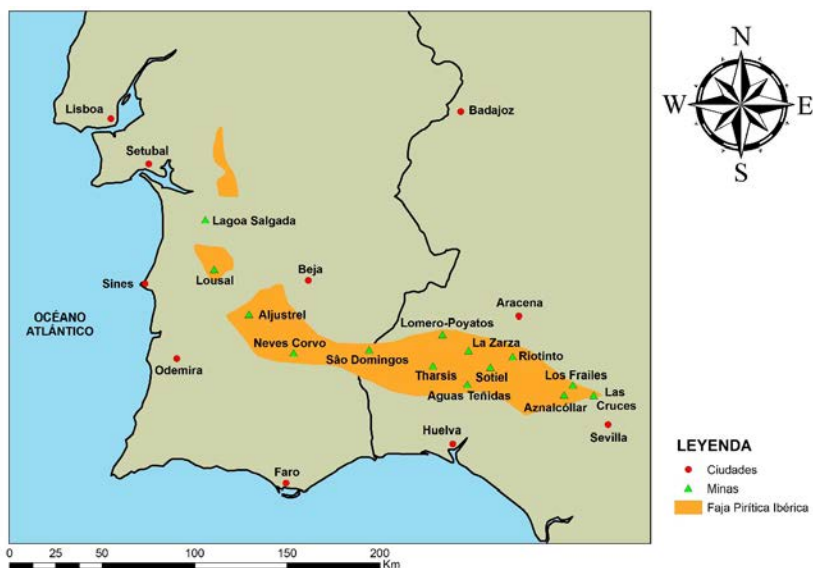 N
W E
S
Lisboa
Badajoz
Setubal
Lagoa Salgada
Lousal
Beja
Sines
OCÉANO
ATLÁNTICO
Aljustrel
Aracena
Lomero-Poyatos
Neves Corvo
São Domingos
La Zarza
Riotinto
Odemira
Tharsis
Sotiel
Los Frailes
Aguas Teñidas
Aznalcóllar
Las
Cruces
Huelva
Sevilla
Faro
LEYENDA
Ciudades
Minas
Faja Pirítica Ibérica
0 50 100 150 200
Km